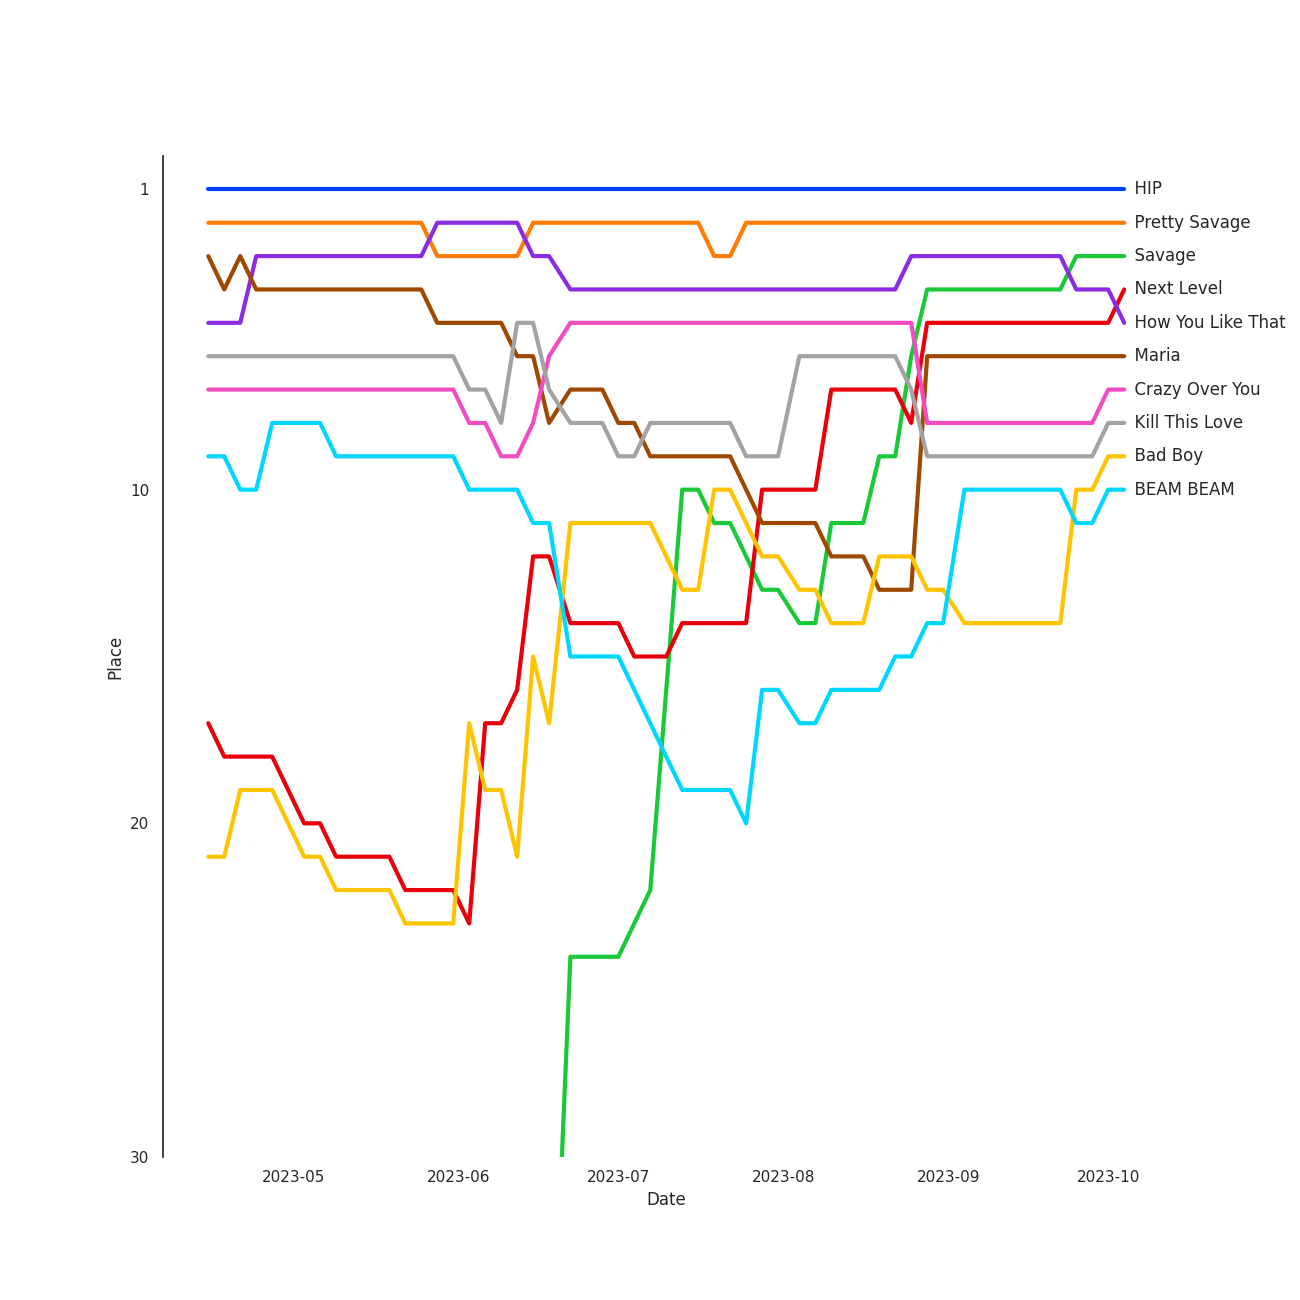 1
10
20
30
Place
2023-05
2023-06
2023-07
2023-08
2023-09
2023-10
Date
HIP
Pretty Savage
Savage
Next Level
How You Like That
Maria
Crazy Over You
Kill This Love
Bad Boy
BEAM BEAM